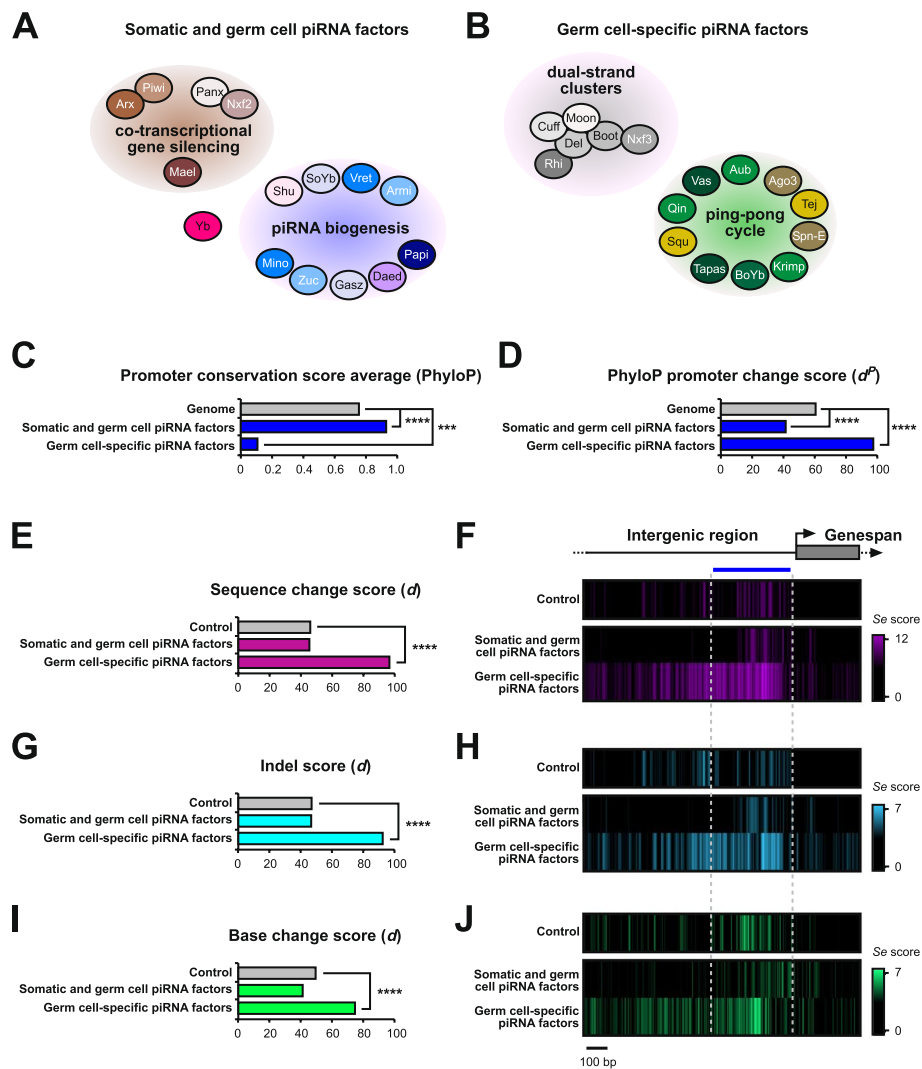 A
Somatic and germ cell piRNA factors
Piwi
Arx
Panx
Nxf2
co-transcriptional
gene silencing
Mael
Yb
Shu
SoYb
Vret
Armi
piRNA biogenesis
Mino
Zuc
Gasz
Daed
Papi
B
Germ cell-specific piRNA factors
dual-strand
clusters
Cuff
Moon
Del
Boot
Nxf3
Rhi
Vas
Aub
Ago3
Qin
Tej
ping-pong
cycle
Squ
Spn-E
Tapas
BoYb
Krimp
C
Promoter conservation score average (PhyloP)
Genome
Somatic and germ cell piRNA factors
Germ cell-specific piRNA factors
****
***
0 0.2 0.4 0.6 0.8 1.0
D
PhyloP promoter change score (dᴾ)
Genome
Somatic and germ cell piRNA factors
Germ cell-specific piRNA factors
****
****
0 20 40 60 80 100
E
Sequence change score (d)
Control
Somatic and germ cell piRNA factors
Germ cell-specific piRNA factors
****
0 20 40 60 80 100
F
Intergenic region
Genespan
Control
Somatic and germ
cell piRNA factors
Germ cell-specific
piRNA factors
Se score
12
0
G
Indel score (d)
Control
Somatic and germ cell piRNA factors
Germ cell-specific piRNA factors
****
0 20 40 60 80 100
H
Control
Somatic and germ
cell piRNA factors
Germ cell-specific
piRNA factors
Se score
7
0
I
Base change score (d)
Control
Somatic and germ cell piRNA factors
Germ cell-specific piRNA factors
****
0 20 40 60 80 100
J
Control
Somatic and germ
cell piRNA factors
Germ cell-specific
piRNA factors
Se score
7
0
100 bp